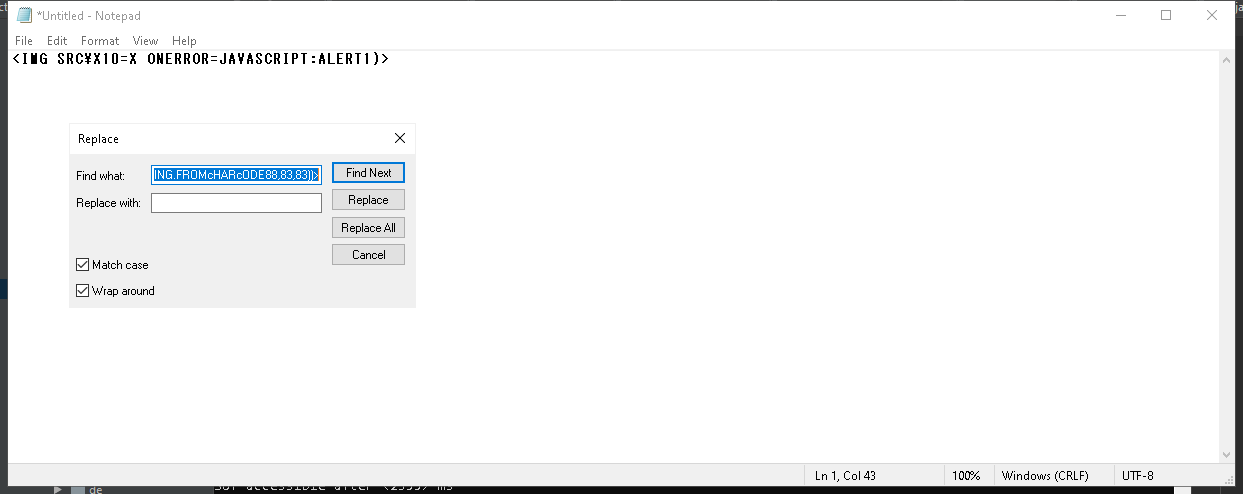 *Untitled - Notepad
File Edit Format View Help
<IMG SRC¥X10=X ONERROR=JAVASCRIPT:ALERT1)>
Replace
Find what: ING.FROMcHARcODE88,83,83))> Find Next
Replace with: Replace
Replace All
Cancel
Match case
Wrap around
Ln 1, Col 43 100% Windows (CRLF) UTF-8
de